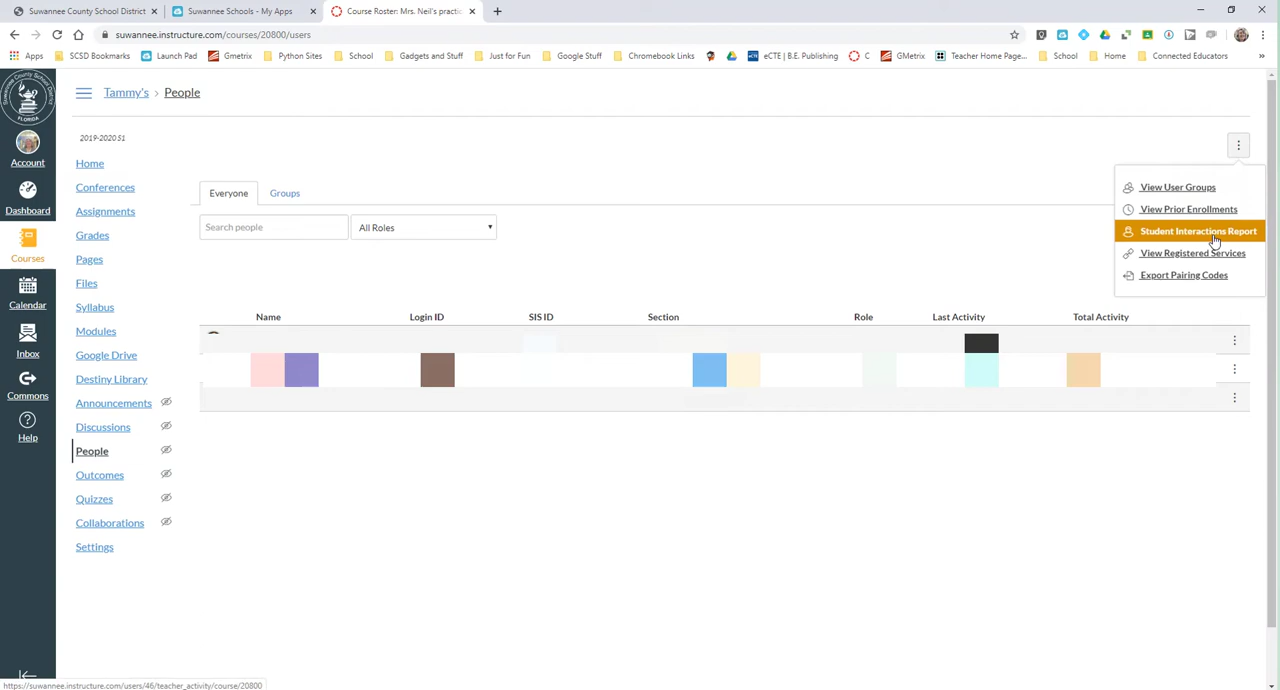 Suwannee County School District
Suwannee Schools - My Apps
Course Roster: Mrs. Neil's practi
suwannee.instructure.com/courses/20800/users
Apps
SCSD Bookmarks
Launch Pad
Gmetrix
Python Sites
School
Gadgets and Stuff
Just for Fun
Google Stuff
Chromebook Links
eCTE | B.E. Publishing
C
GMetrix
Teacher Home Page...
School
Home
Connected Educators
Tammy's > People
2019-2020 S1
Account
Dashboard
Courses
Calendar
Inbox
Commons
Help
Home
Conferences
Assignments
Grades
Pages
Files
Syllabus
Modules
Google Drive
Destiny Library
Announcements
Discussions
People
Outcomes
Quizzes
Collaborations
Settings
Everyone
Groups
Search people
All Roles
View User Groups
View Prior Enrollments
Student Interactions Report
View Registered Services
Export Pairing Codes
Name Login ID SIS ID Section Role Last Activity Total Activity
https://suwannee.instructure.com/users/46/teacher_activity/course/20800